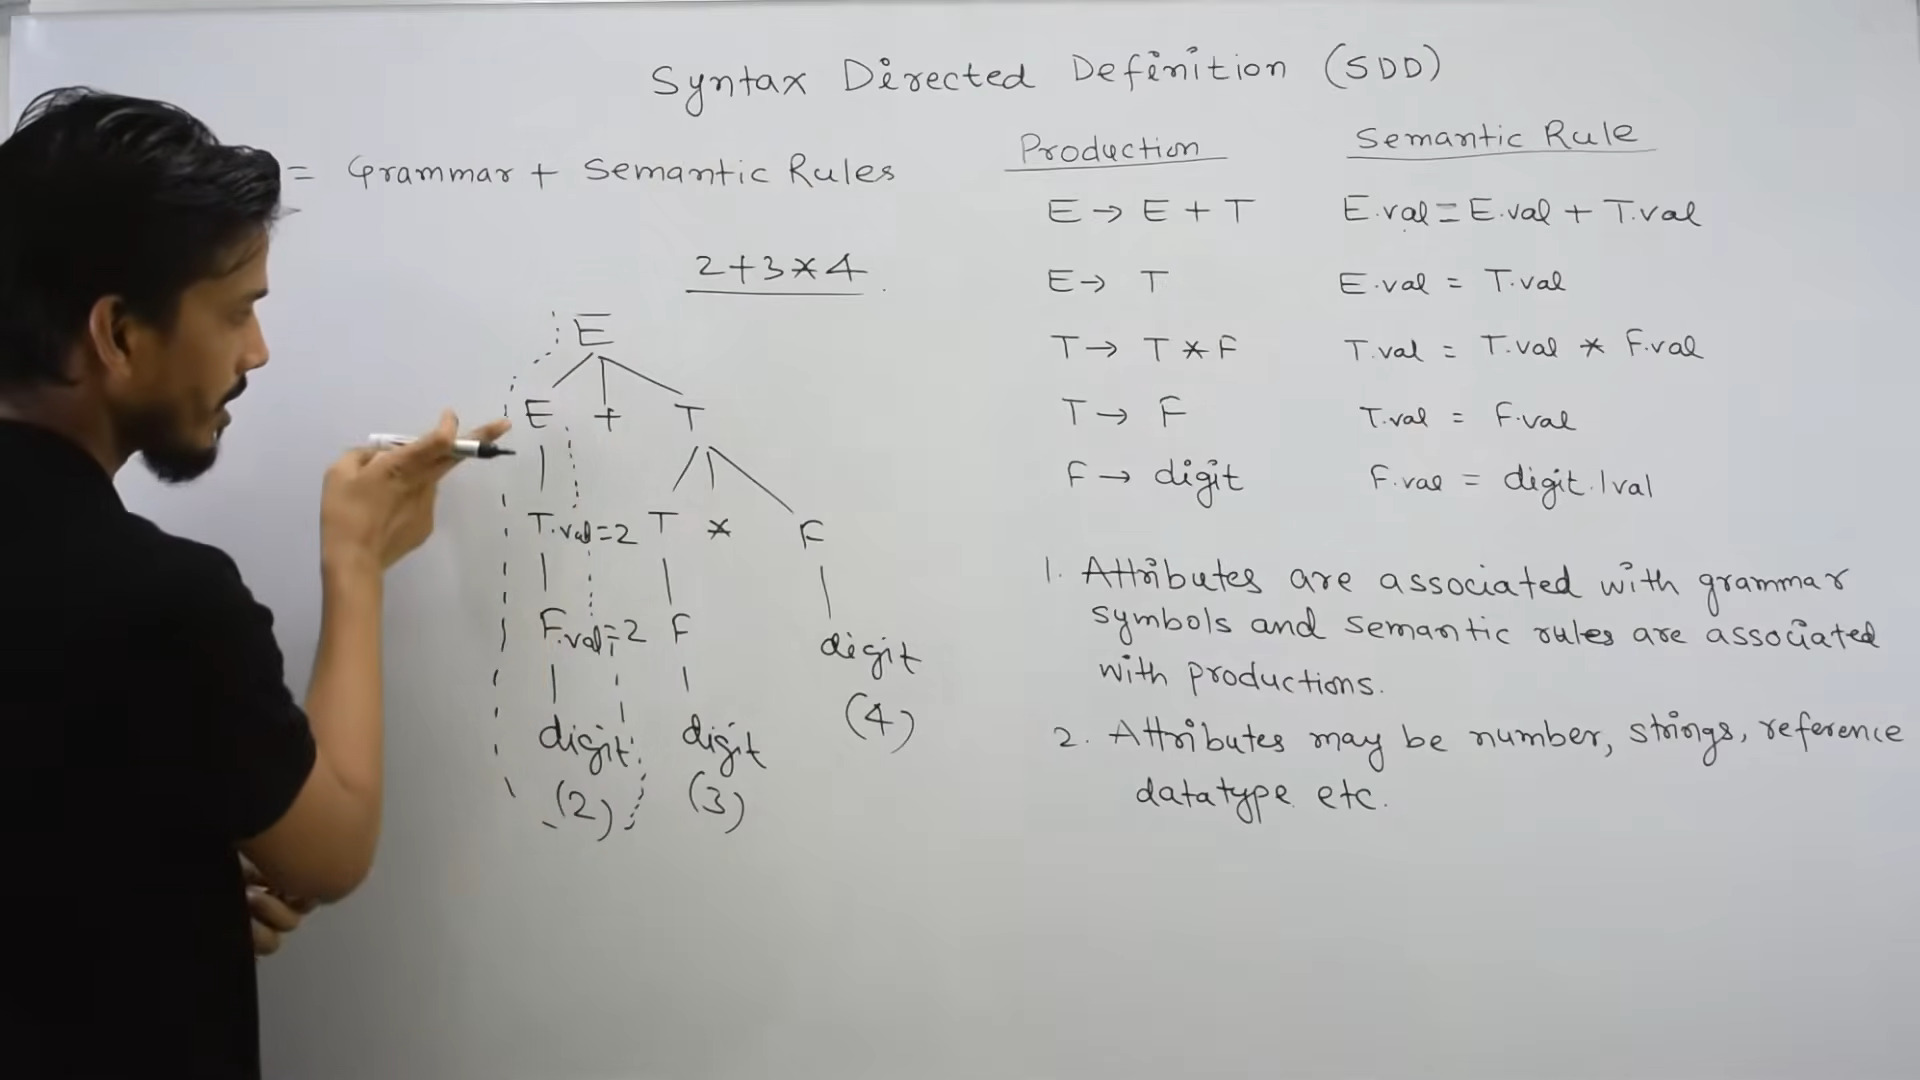 Syntax Directed Definition (SDD)
= Grammar + Semantic Rules
2+3*4
E
E + T
T.val=2 T * F
F.val=2 F digit
digit digit (4)
(2) (3)
Production Semantic Rule
E → E + T E.val = E.val + T.val
E → T E.val = T.val
T → T * F T.val = T.val * F.val
T → F T.val = F.val
F → digit F.val = digit.lval
1. Attributes are associated with grammar
symbols and semantic rules are associated
with productions.
2. Attributes may be number, strings, reference
datatype etc.